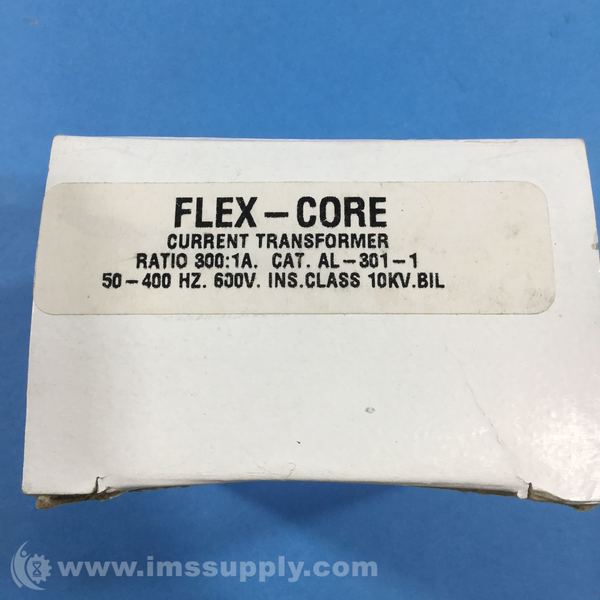 FLEX-CORE
CURRENT TRANSFORMER
RATIO 300:1A. CAT. AL-301-1
50-400 HZ. 600V. INS.CLASS 10KV.BIL
www.imssupply.com